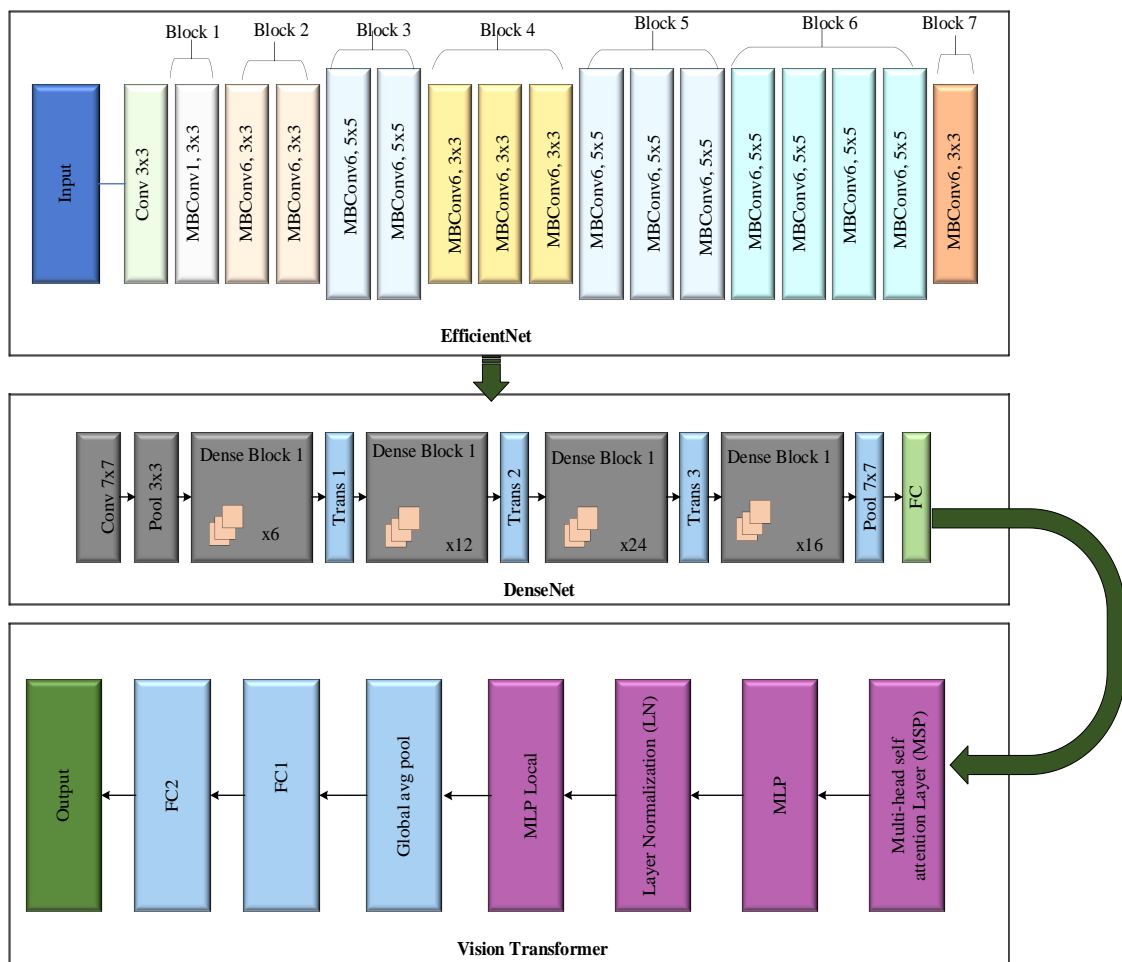 Block 1
Block 2
Block 3
Block 4
Block 5
Block 6
Block 7
Input
Conv 3x3
MBConv1, 3x3
MBConv6, 3x3
MBConv6, 3x3
MBConv6, 5x5
MBConv6, 5x5
MBConv6, 3x3
MBConv6, 3x3
MBConv6, 3x3
MBConv6, 5x5
MBConv6, 5x5
MBConv6, 5x5
MBConv6, 5x5
MBConv6, 5x5
MBConv6, 5x5
MBConv6, 5x5
MBConv6, 3x3
EfficientNet
Conv 7x7
Pool 3x3
Dense Block 1
x6
Trans 1
Dense Block 1
x12
Trans 2
Dense Block 1
x24
Trans 3
Dense Block 1
x16
Pool 7x7
FC
DenseNet
Output
FC2
FC1
Global avg pool
MLP Local
Layer Normalization (LN)
MLP
Multi-head self
attention Layer (MSP)
Vision Transformer